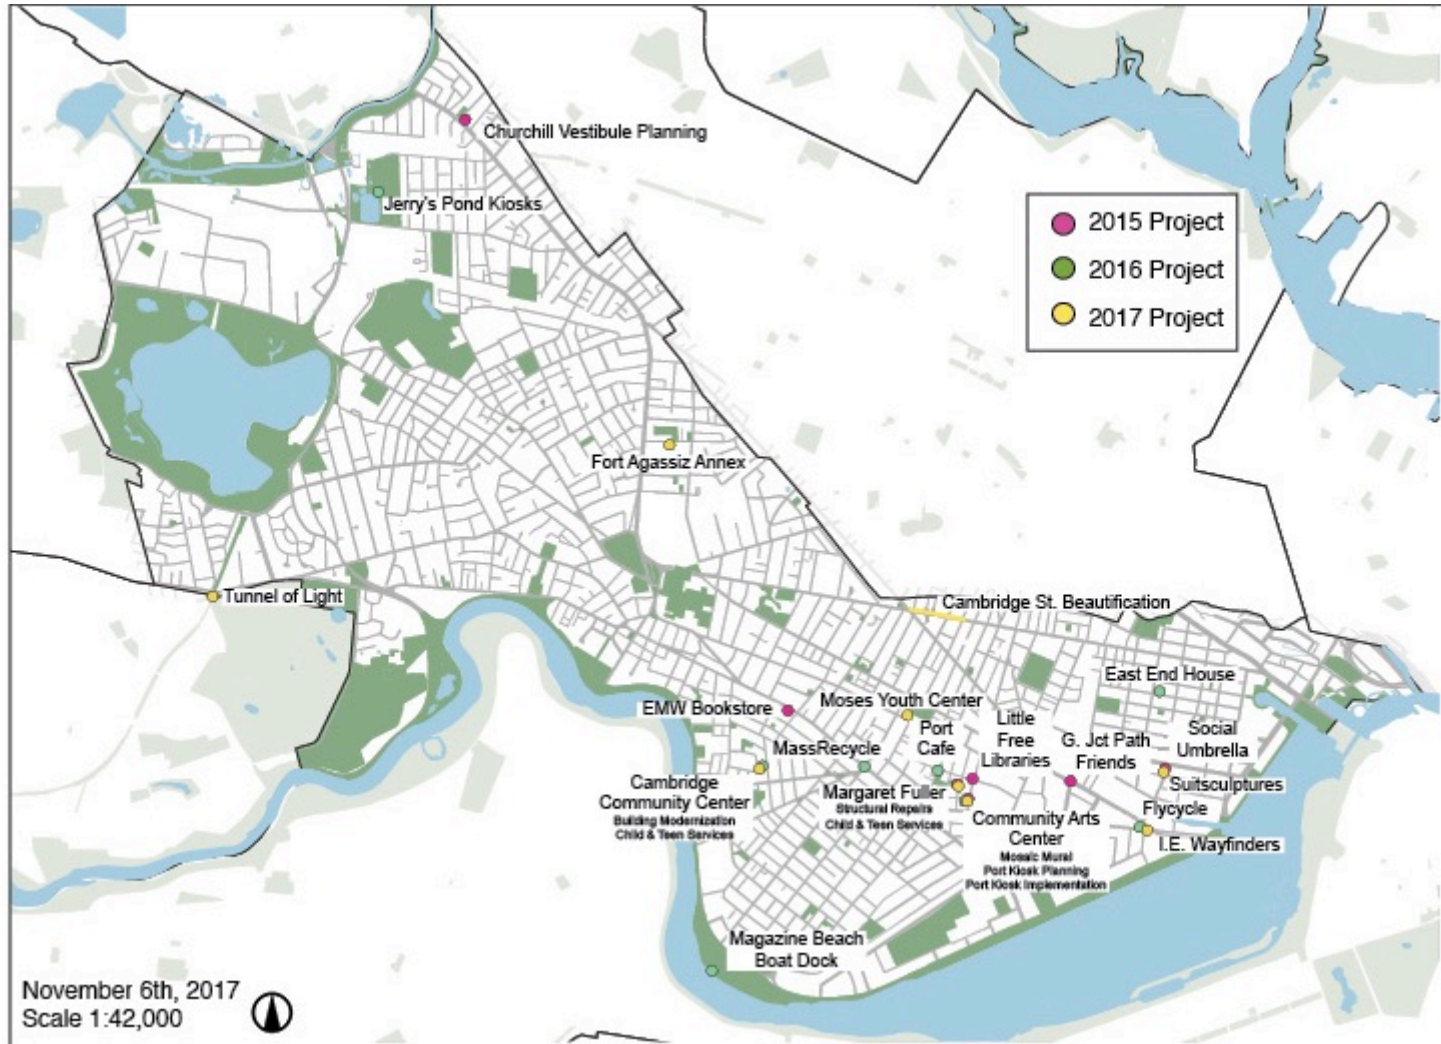 Churchill Vestibule Planning
Jerry's Pond Kiosks
2015 Project
2016 Project
2017 Project
Fort Agassiz Annex
Tunnel of Light
Cambridge St. Beautification
East End House
EMW Bookstore
Moses Youth Center
Little
Free
Libraries
Port
Cafe
G. Jct Path
Friends
Social
Umbrella
MassRecycle
Suitsculptures
Cambridge
Community Center
Building Modernization
Child & Teen Services
Margaret Fuller
Structural Repairs
Child & Teen Services
Flycycle
Community Arts
Center
Mosaic Mural
Port Kiosk Planning
Port Kiosk Implementation
I.E. Wayfinders
Magazine Beach
Boat Dock
November 6th, 2017
Scale 1:42,000